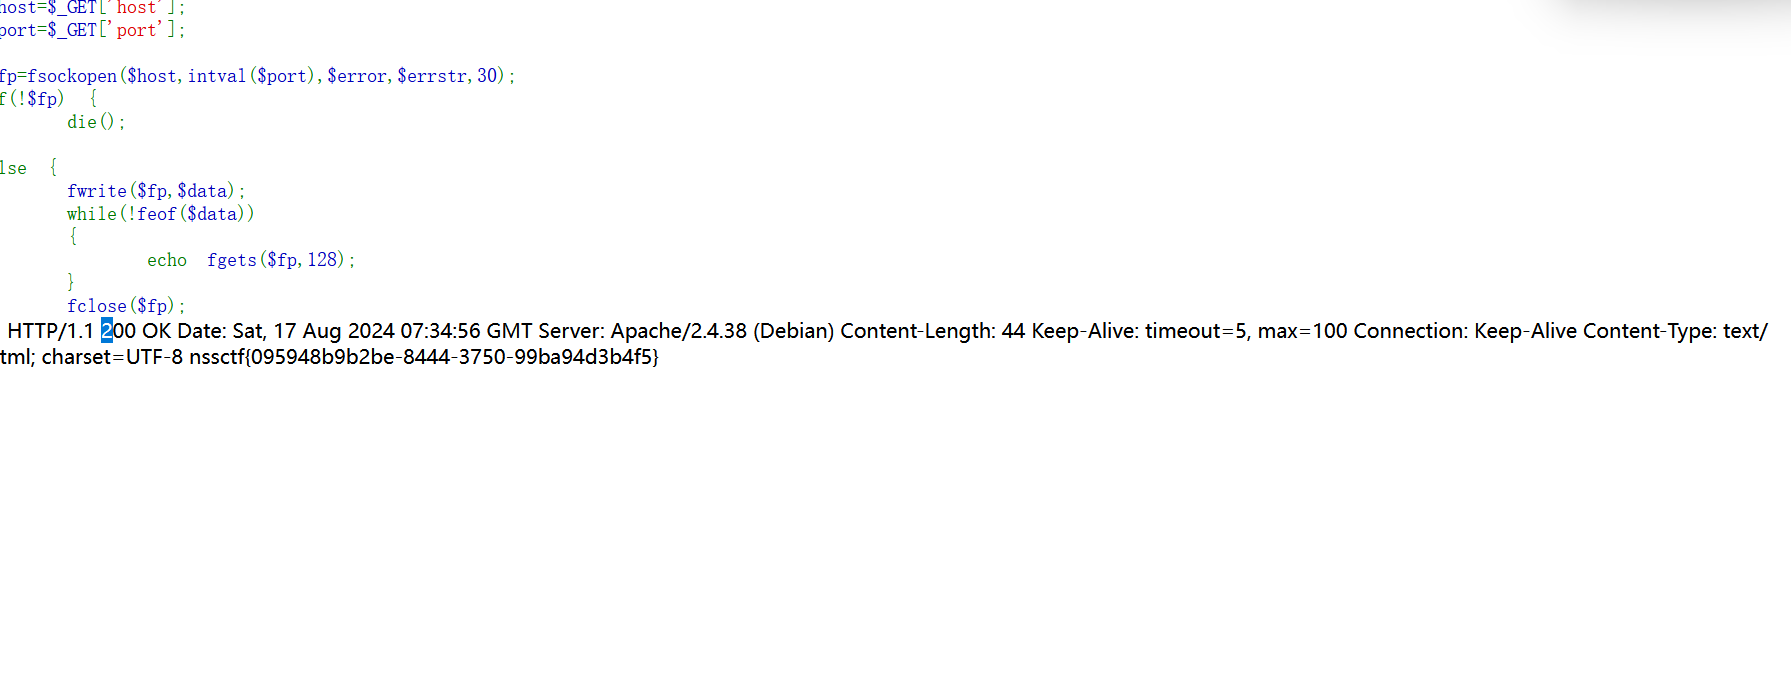 host=$_GET['host'];
port=$_GET['port'];
fp=fsockopen($host,intval($port),$error,$errstr,30);
f(!$fp) {
die();
lse {
fwrite($fp,$data);
while(!feof($data))
{
echo fgets($fp,128);
}
fclose($fp);
HTTP/1.1 200 OK Date: Sat, 17 Aug 2024 07:34:56 GMT Server: Apache/2.4.38 (Debian) Content-Length: 44 Keep-Alive: timeout=5, max=100 Connection: Keep-Alive Content-Type: text/
tml; charset=UTF-8 nssctf{095948b9b2be-8444-3750-99ba94d3b4f5}